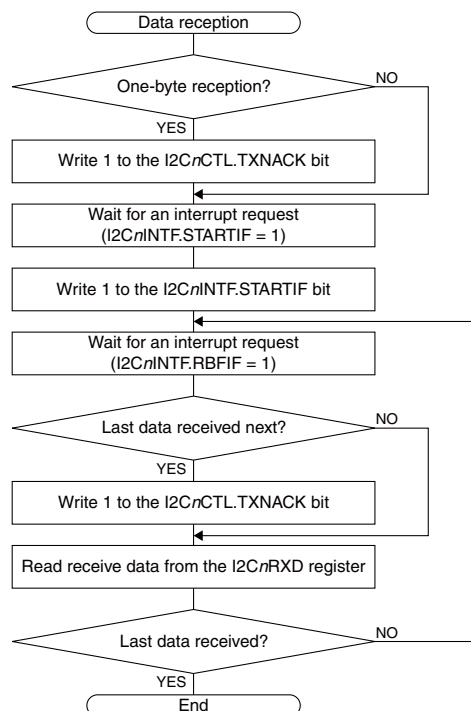 Data reception
One-byte reception?
NO
YES
Write 1 to the I2CnCTL.TXNACK bit
Wait for an interrupt request
(I2CnINTF.STARTIF = 1)
Write 1 to the I2CnINTF.STARTIF bit
Wait for an interrupt request
(I2CnINTF.RBFIF = 1)
Last data received next?
NO
YES
Write 1 to the I2CnCTL.TXNACK bit
Read receive data from the I2CnRXD register
Last data received?
NO
YES
End